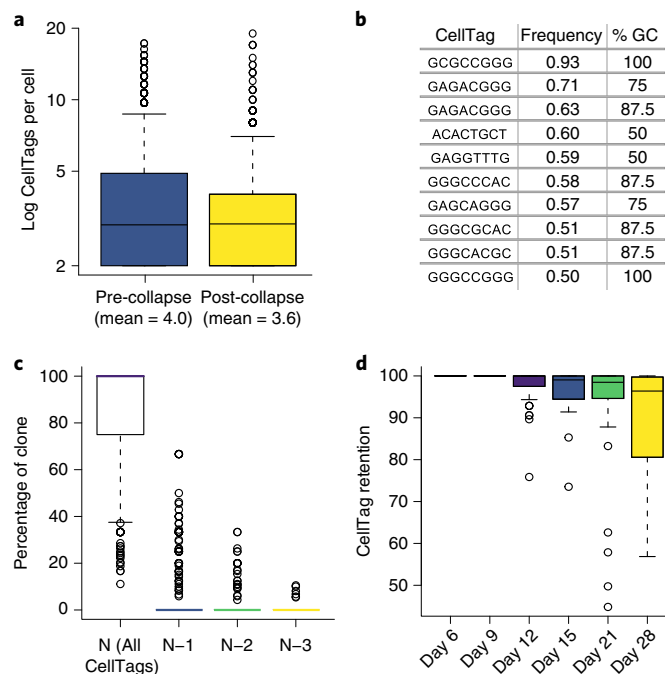 a
20
10
5
2
Log CellTags per cell
Pre-collapse
(mean = 4.0)
Post-collapse
(mean = 3.6)
b
CellTag Frequency % GC
GCGCCGGG 0.93 100
GAGACGGG 0.71 75
GAGACGGG 0.63 87.5
ACACTGCT 0.60 50
GAGGTTTG 0.59 50
GGGCCCAC 0.58 87.5
GAGCAGGG 0.57 75
GGGCGCAC 0.51 87.5
GGGCACGC 0.51 87.5
GGGCCGGG 0.50 100
c
100
80
60
40
20
0
Percentage of clone
N (All
CellTags)
N−1
N−2
N−3
d
100
90
80
70
60
50
CellTag retention
Day 6
Day 9
Day 12
Day 15
Day 21
Day 28